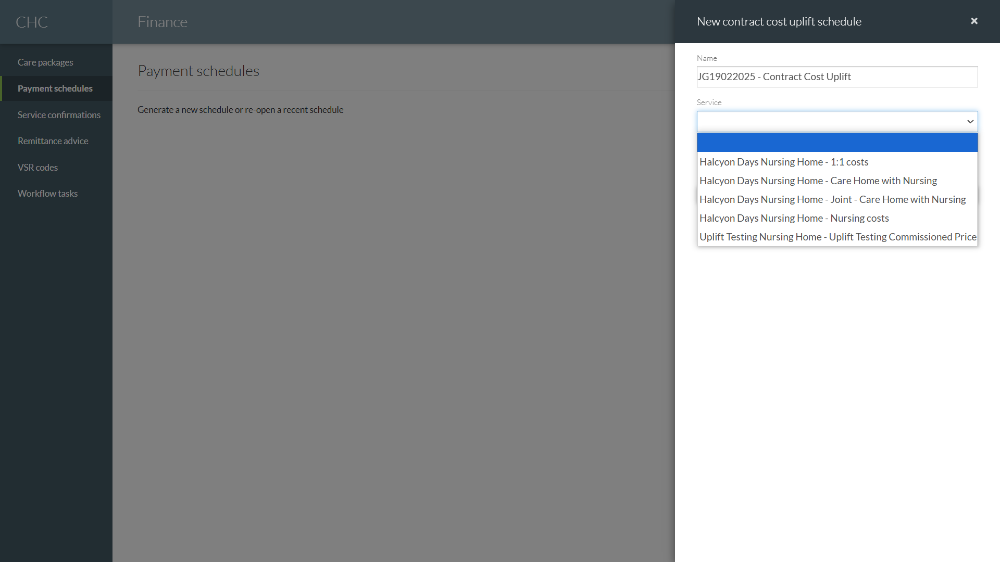 CHC
Finance
New contract cost uplift schedule
Care packages
Payment schedules
Service confirmations
Remittance advice
VSR codes
Workflow tasks
Payment schedules
Generate a new schedule or re-open a recent schedule
Name
JG19022025 - Contract Cost Uplift
Service
Halcyon Days Nursing Home - 1:1 costs
Halcyon Days Nursing Home - Care Home with Nursing
Halcyon Days Nursing Home - Joint - Care Home with Nursing
Halcyon Days Nursing Home - Nursing costs
Uplift Testing Nursing Home - Uplift Testing Commissioned Price